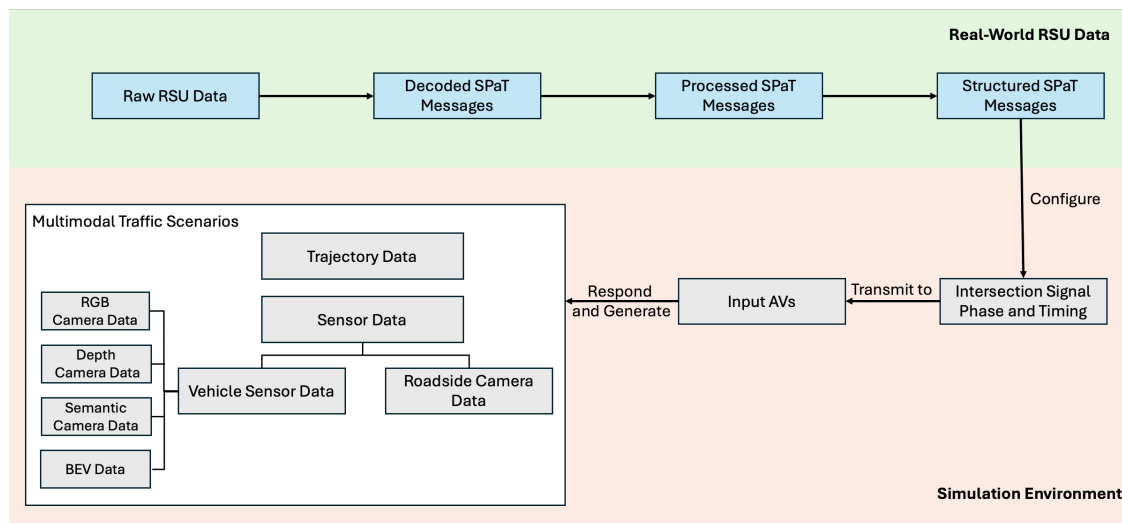 Real-World RSU Data
Raw RSU Data
Decoded SPaT
Messages
Processed SPaT
Messages
Structured SPaT
Messages
Configure
Multimodal Traffic Scenarios
Trajectory Data
Sensor Data
RGB
Camera Data
Depth
Camera Data
Semantic
Camera Data
BEV Data
Vehicle Sensor Data
Roadside Camera
Data
Respond
and Generate
Input AVs
Transmit to
Intersection Signal
Phase and Timing
Simulation Environment